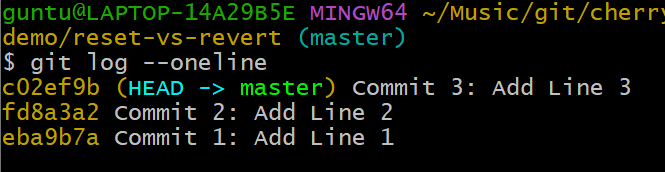 guntu@LAPTOP-14A29B5E MINGW64 ~/Music/git/cherry
demo/reset-vs-revert (master)
$ git log --oneline
c02ef9b (HEAD -> master) Commit 3: Add Line 3
fd8a3a2 Commit 2: Add Line 2
eba9b7a Commit 1: Add Line 1